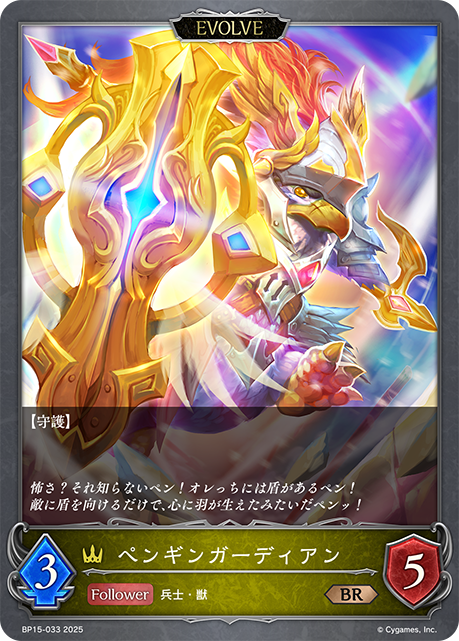 EVOLVE
【守護】
怖さ?それ知らないペン!オレっちには盾があるペン!
敵に盾を向けるだけで、心に羽が生えたみたいだペンッ!
3
ペンギンガーディアン
5
Follower
兵士・獣
BR
BP15-033 2025
© Cygames, Inc.